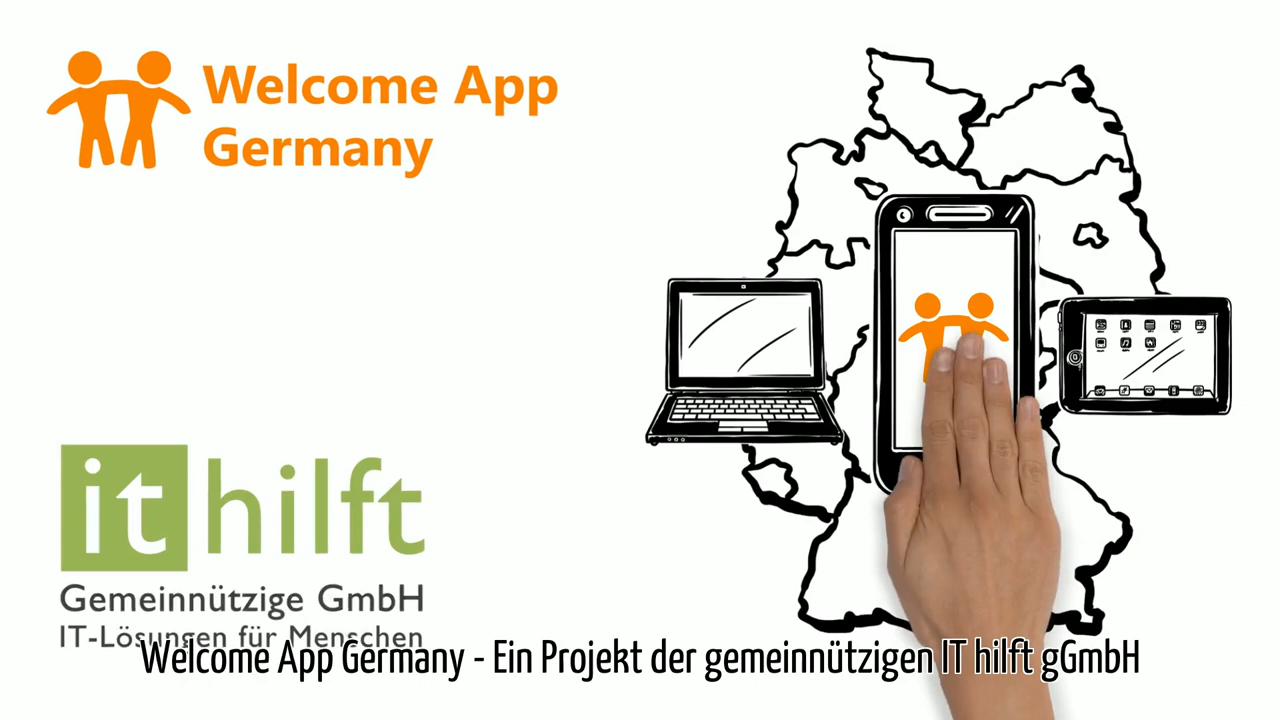 Welcome App
Germany
it hilft
Gemeinnützige GmbH
IT-Lösungen für Menschen
Welcome App Germany - Ein Projekt der gemeinnützigen IT hilft gGmbH